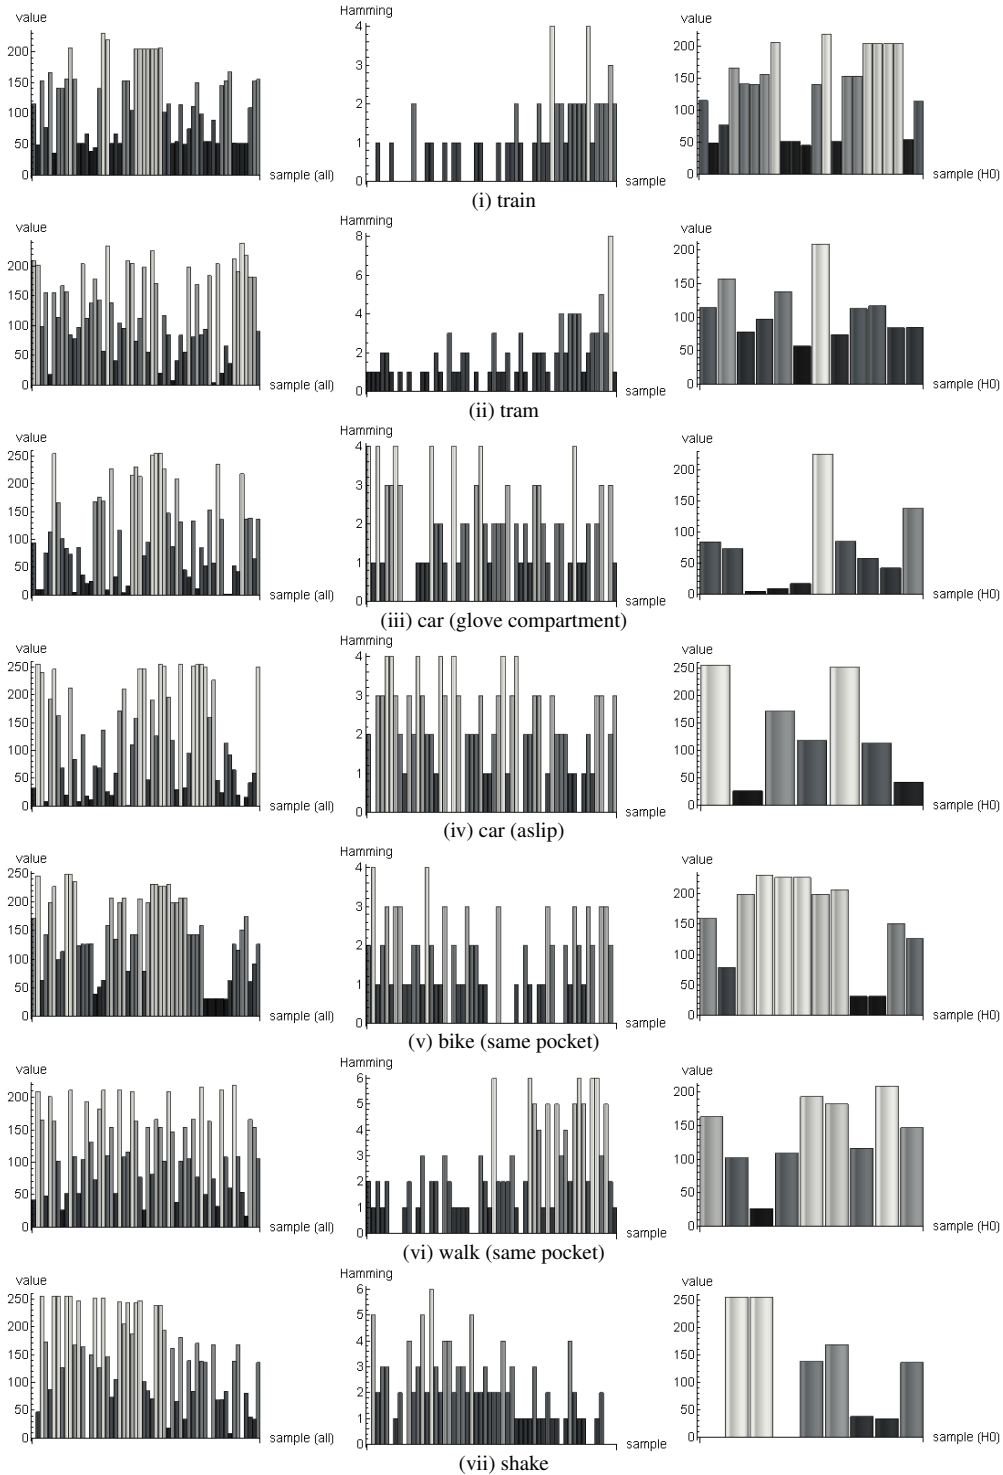 value Hamming value
200 150 100 50 0 sample (all)
4 3 2 1 0 sample
200 150 100 50 0 sample (H0)
(i) train
value Hamming value
200 150 100 50 0 sample (all)
8 6 4 2 0 sample
200 150 100 50 0 sample (H0)
(ii) tram
value Hamming value
250 200 150 100 50 0 sample (all)
4 3 2 1 0 sample
200 150 100 50 0 sample (H0)
(iii) car (glove compartment)
value Hamming value
250 200 150 100 50 0 sample (all)
4 3 2 1 0 sample
250 200 150 100 50 0 sample (H0)
(iv) car (aslip)
value Hamming value
250 200 150 100 50 0 sample (all)
4 3 2 1 0 sample
200 150 100 50 0 sample (H0)
(v) bike (same pocket)
value Hamming value
200 150 100 50 0 sample (all)
6 5 4 3 2 1 0 sample
200 150 100 50 0 sample (H0)
(vi) walk (same pocket)
value Hamming value
250 200 150 100 50 0 sample (all)
6 5 4 3 2 1 0 sample
250 200 150 100 50 0 sample (H0)
(vii) shake